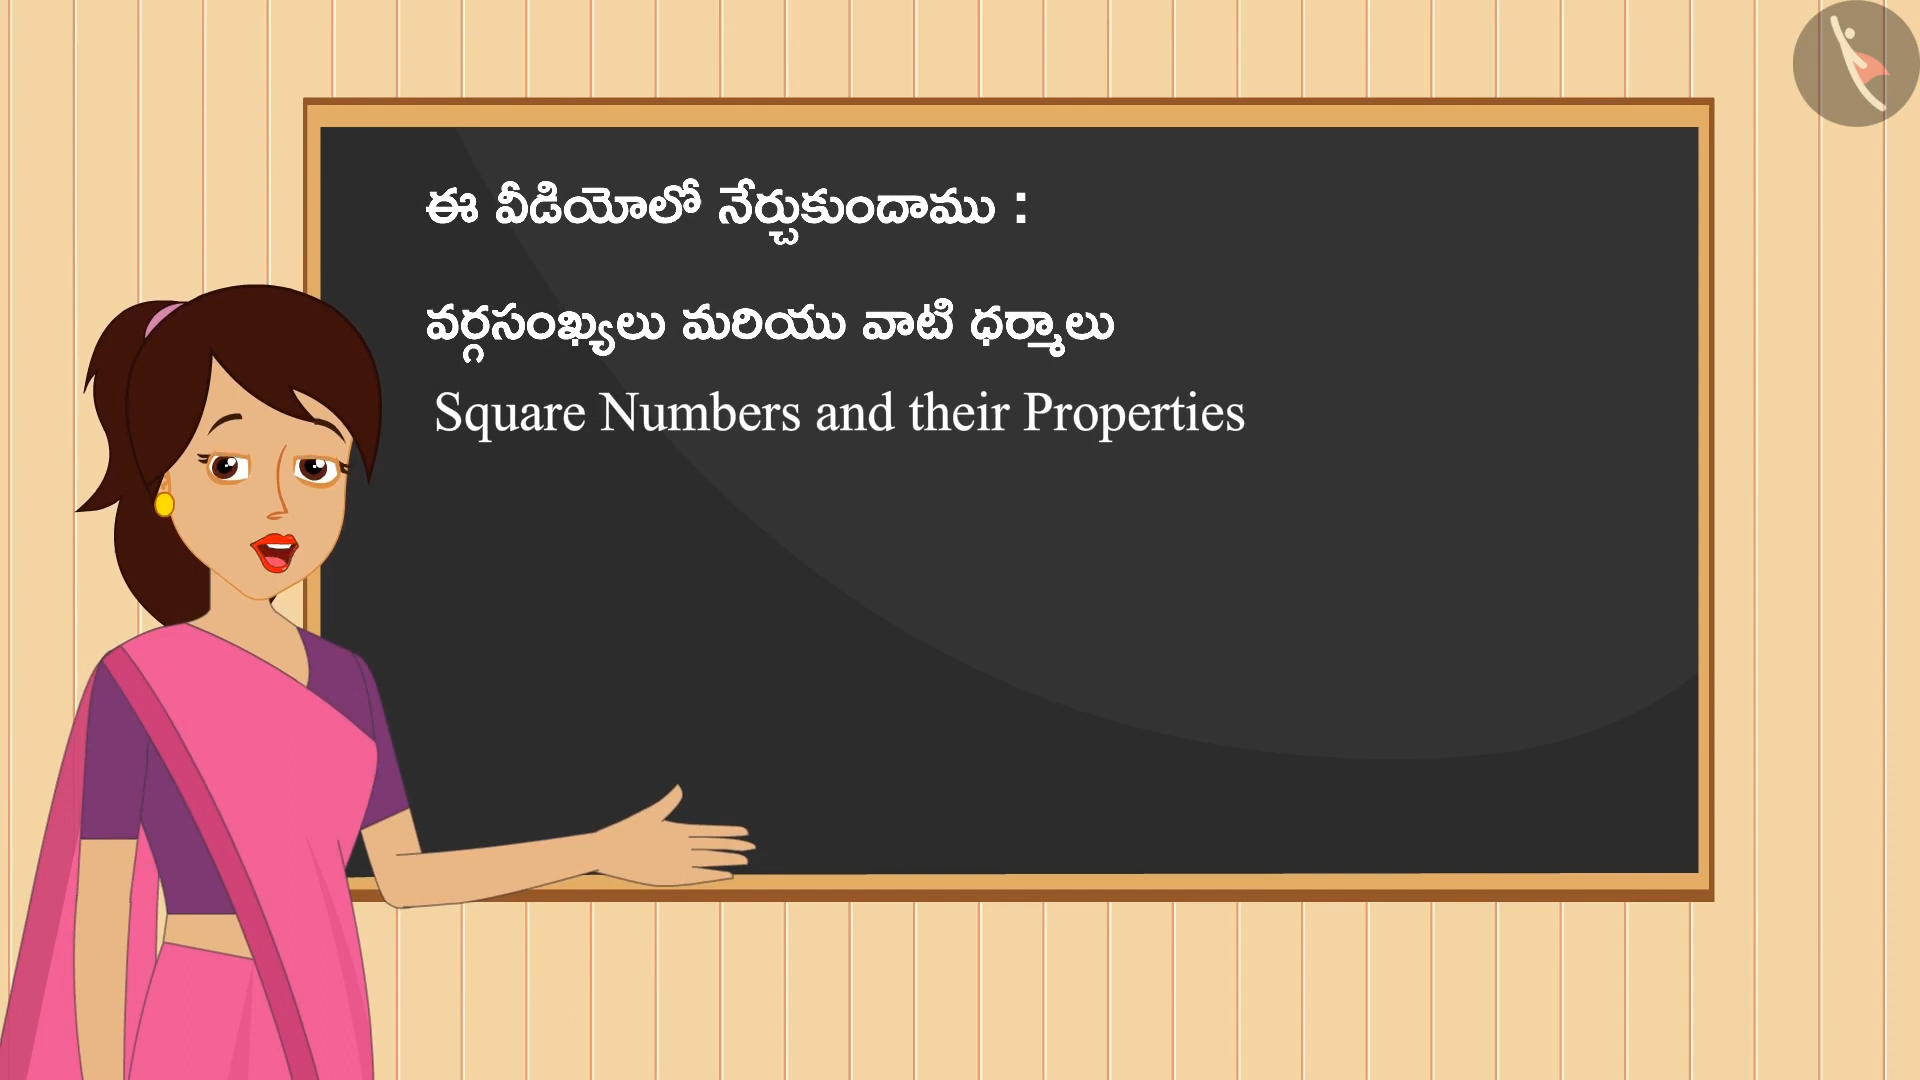 ఈ వీడియోలో నేర్చుకుందాము :
వర్గసంఖ్యలు మరియు వాటి ధర్మాలు
Square Numbers and their Properties